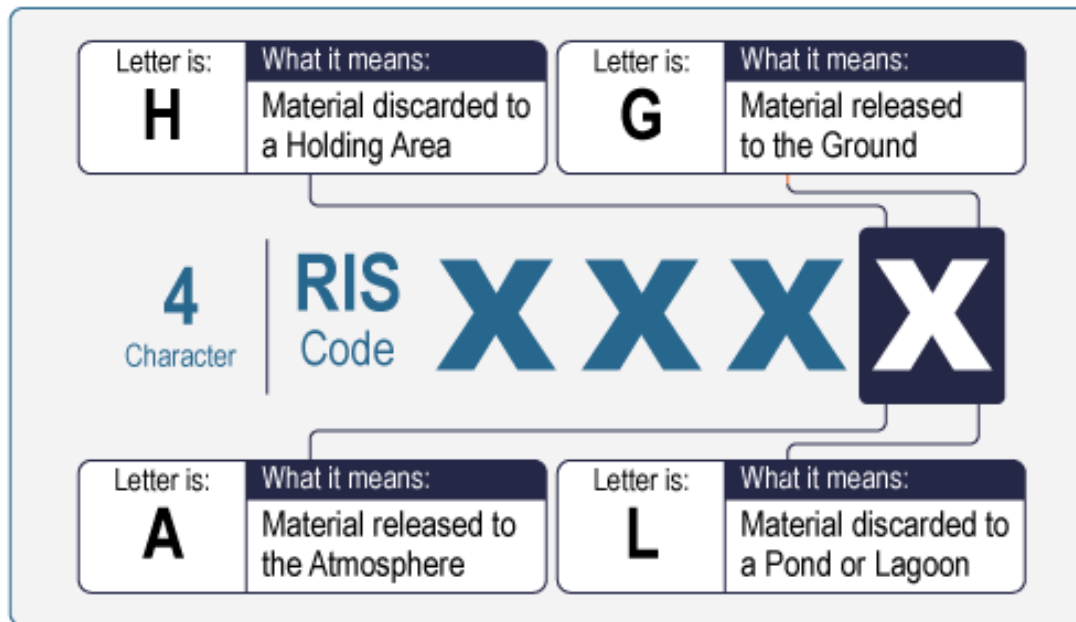 Letter is:
H
What it means:
Material discarded to
a Holding Area
Letter is:
G
What it means:
Material released
to the Ground
4
Character
RIS
Code
X X X X
Letter is:
A
What it means:
Material released to
the Atmosphere
Letter is:
L
What it means:
Material discarded to
a Pond or Lagoon